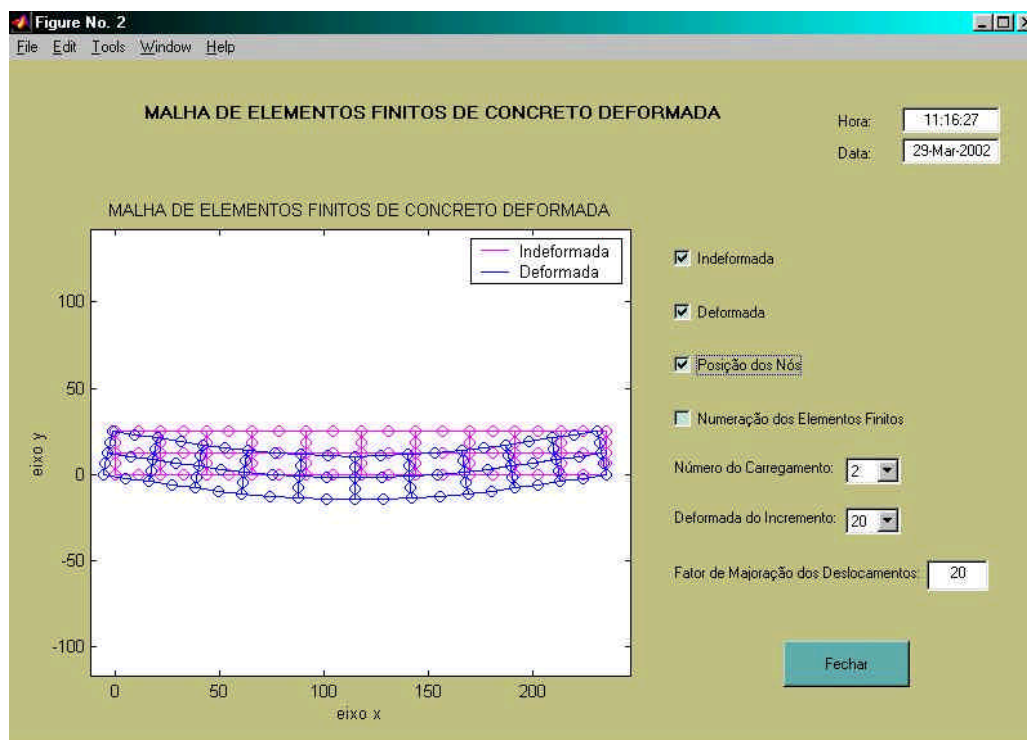 Figure No. 2
File Edit Tools Window Help
MALHA DE ELEMENTOS FINITOS DE CONCRETO DEFORMADA
Hora: 11:16:27
Data: 29-Mar-2002
MALHA DE ELEMENTOS FINITOS DE CONCRETO DEFORMADA
Indeformada
Deformada
100
50
0
-50
-100
eixo y
0 50 100 150 200
eixo x
Indeformada
Deformada
Posição dos Nós
Numeração dos Elementos Finitos
Número do Carregamento: 2
Deformada do Incremento: 20
Fator de Majoração dos Deslocamentos: 20
Fechar